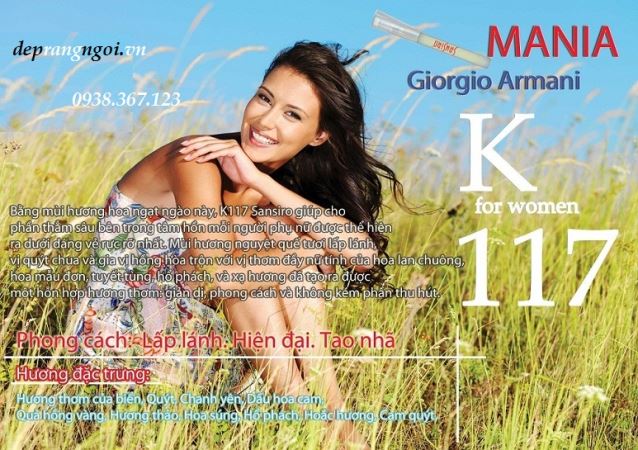 deprangngoi.vn
0938.367.123
Sansiro
MANIA
Giorgio Armani
K
for women
117
Bằng mùi hương hoa ngạt ngào này, K117 Sansiro giúp cho
phần thầm sâu bên trong tâm hồn mỗi người phụ nữ được thể hiện
ra dưới dáng vẻ rực rỡ nhất. Mùi hương nguyệt quế tươi lấp lánh,
vị quýt chua và gia vị hồng hòa trộn với vị thơm đầy nữ tính của hoa lan chuông,
hoa mẫu đơn, tuyết tùng, hổ phách, và xạ hương đã tạo ra được
một hỗn hợp hương thơm: giản dị, phong cách và không kém phần thu hút.
Phong cách: Lấp lánh. Hiện đại. Tao nhã
Hương đặc trưng:
Hương thơm của biển, Quýt, Chanh yên, Dầu hoa cam,
Quả hồng vàng, Hương thảo, Hoa súng, Hổ phách, Hoắc hương, Cam quýt